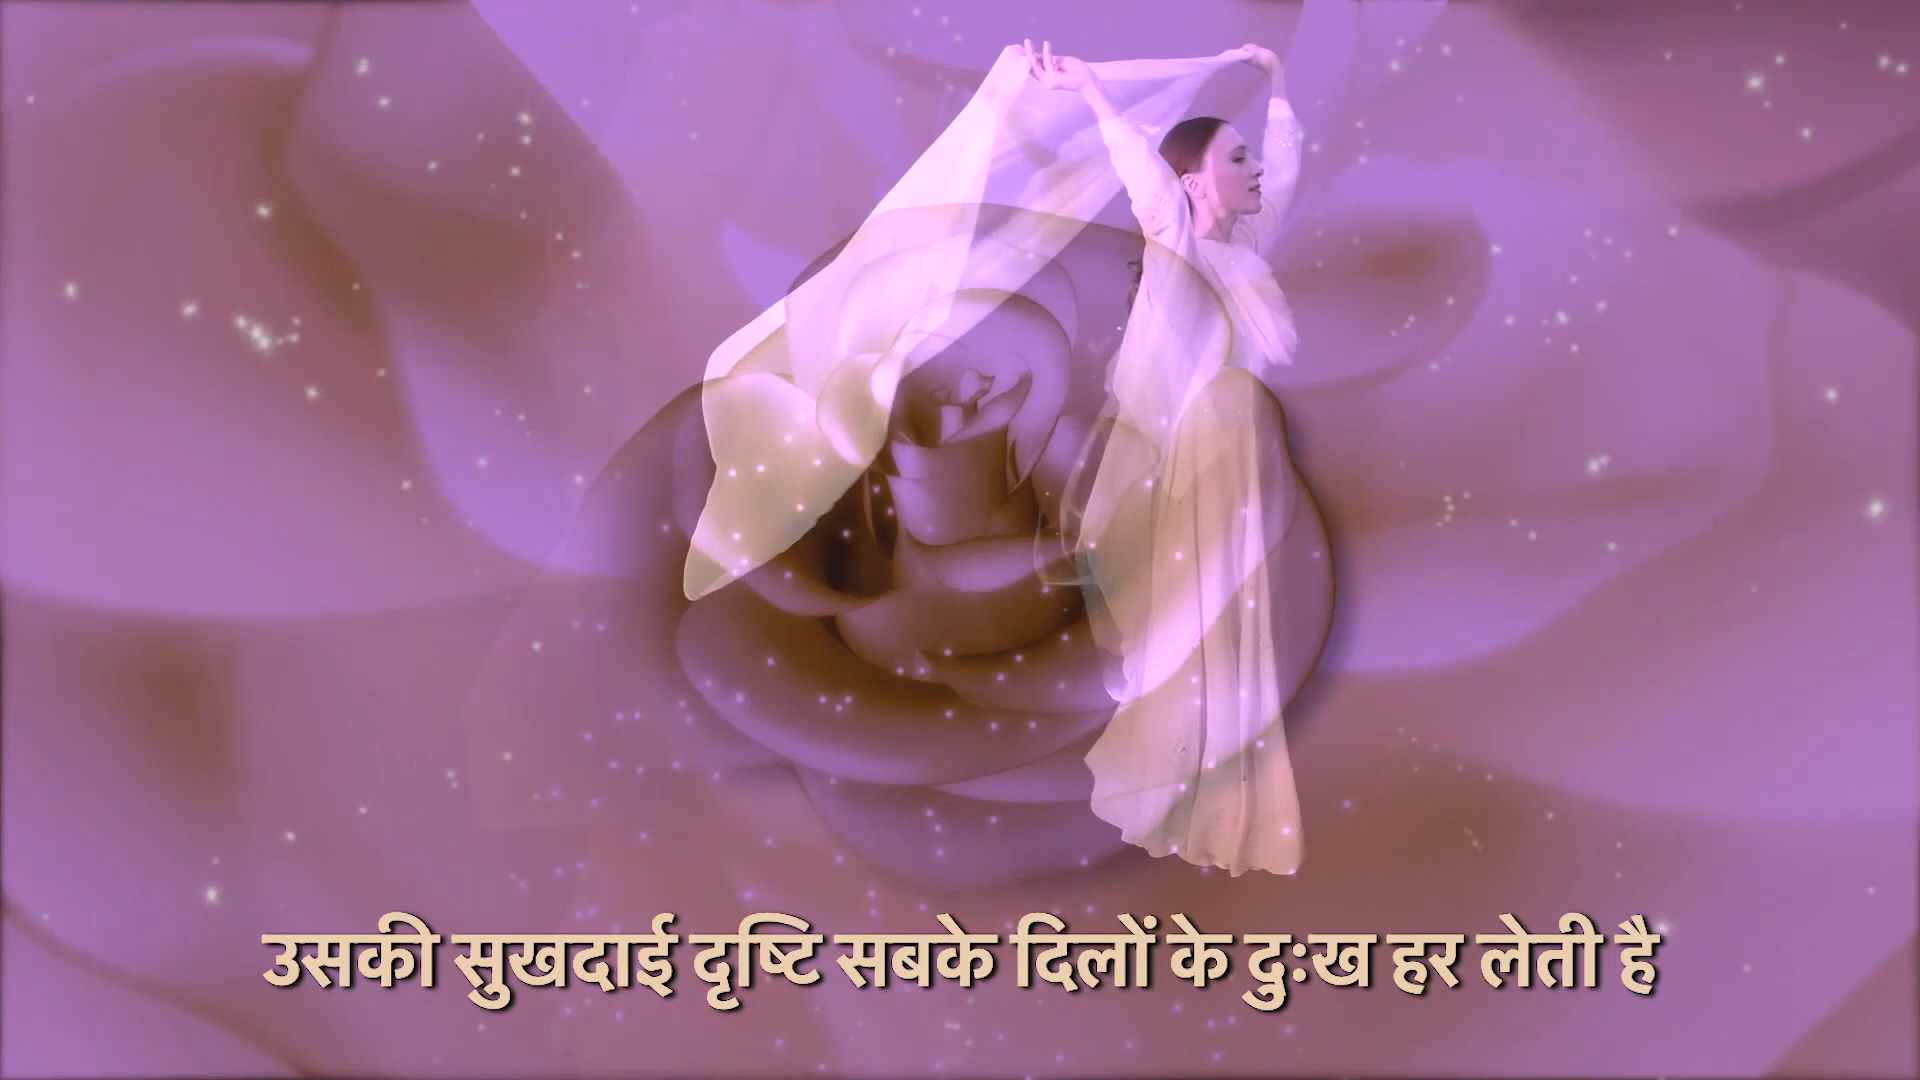 उसकी सुखदाई दृष्टि सबके दिलों के दुःख हर लेती है